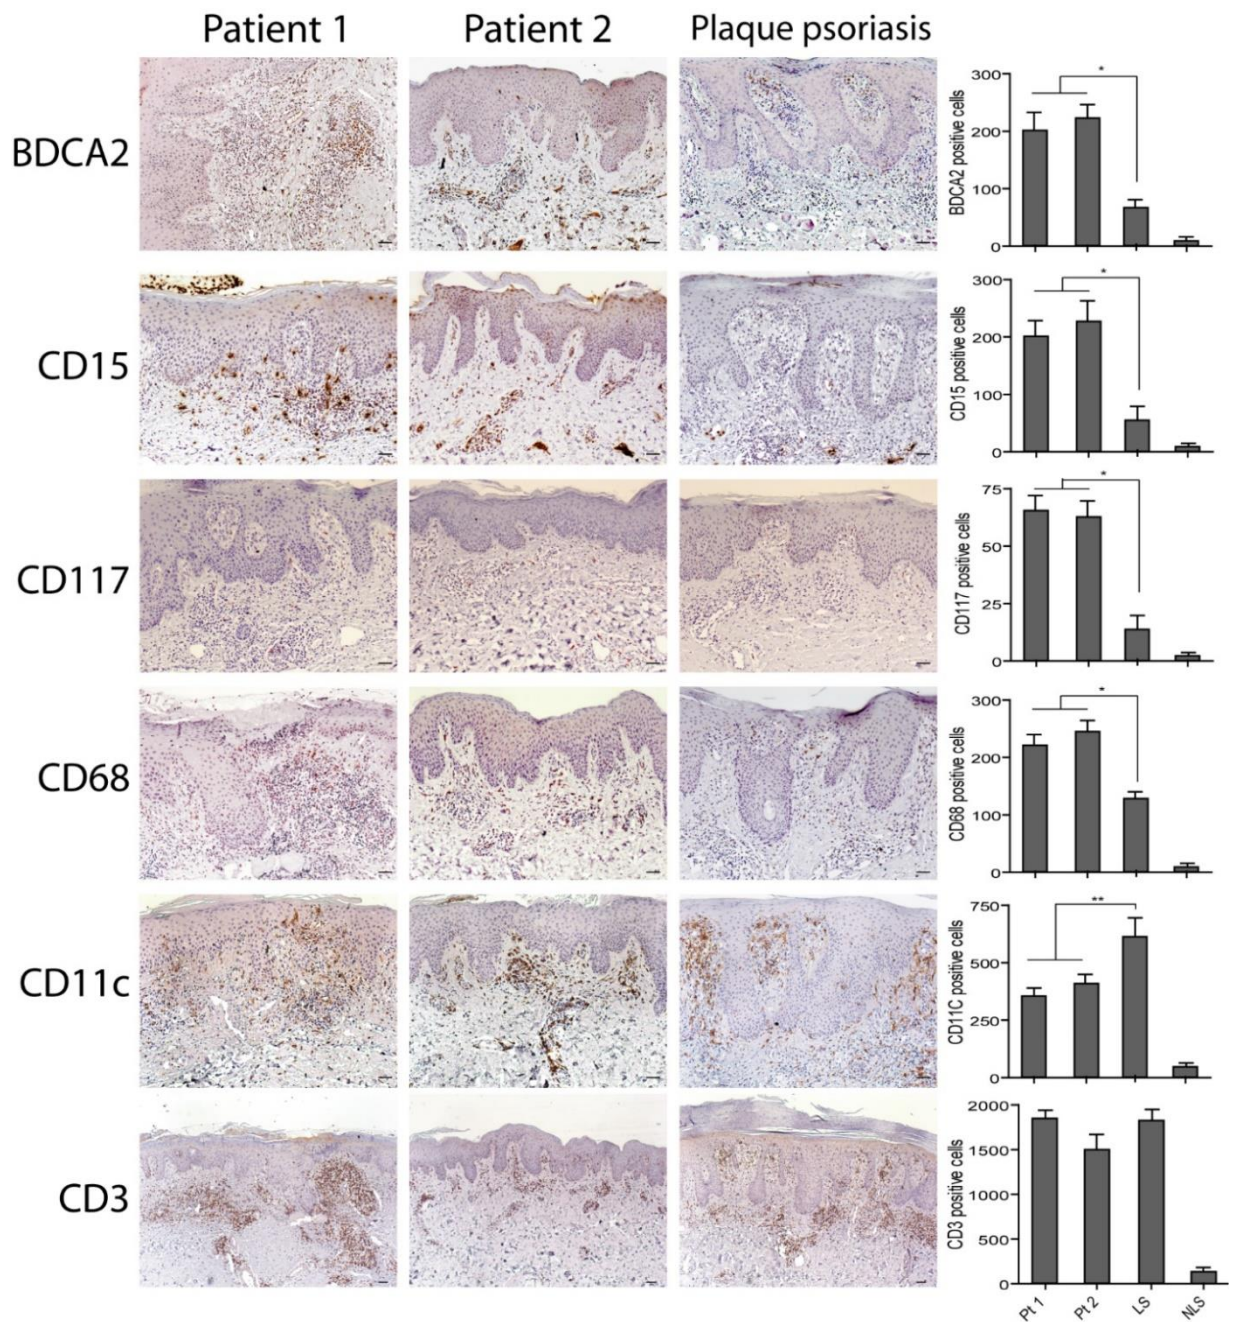 Patient 1 Patient 2 Plaque psoriasis
BDCA2
300
200
100
0
BDCA2 positive cells
*
CD15
300
200
100
0
CD15 positive cells
*
CD117
75
50
25
0
CD117 positive cells
*
CD68
300
200
100
0
CD68 positive cells
*
CD11c
750
500
250
0
CD11C positive cells
**
CD3
2000
1500
1000
500
0
CD3 positive cells
Pt 1 Pt 2 LS NLS